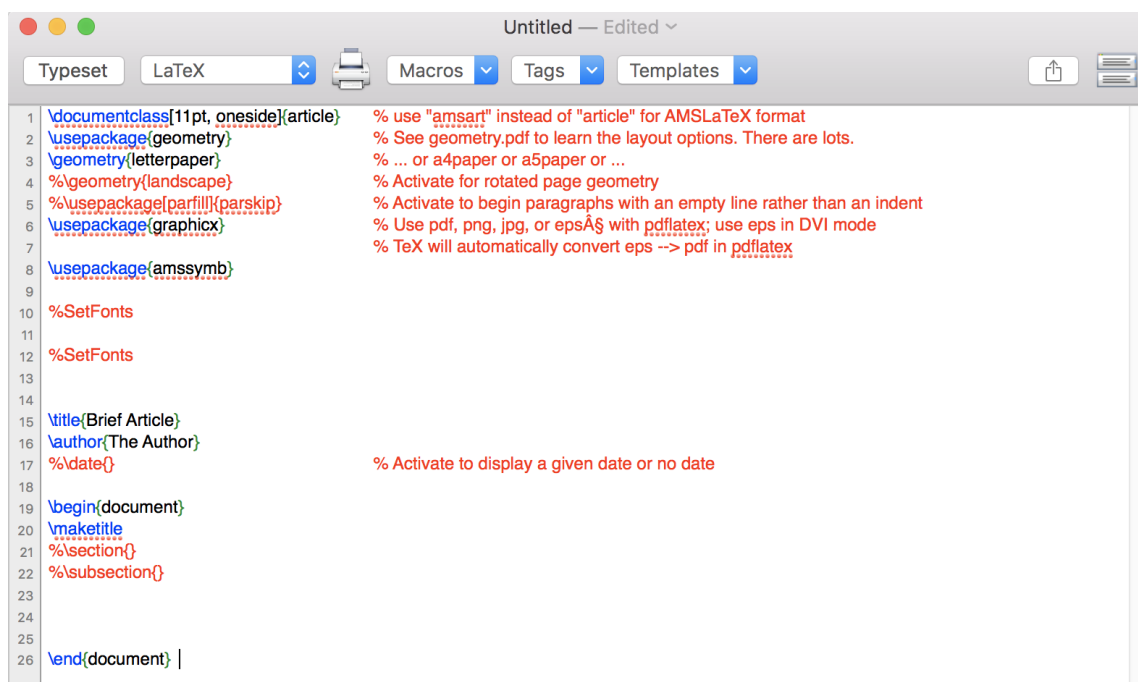 Untitled — Edited
Typeset LaTeX Macros Tags Templates
1 \documentclass[11pt, oneside]{article} % use "amsart" instead of "article" for AMSLaTeX format
2 \usepackage{geometry} % See geometry.pdf to learn the layout options. There are lots.
3 \geometry{letterpaper} % ... or a4paper or a5paper or ...
4 %\geometry{landscape} % Activate for rotated page geometry
5 %\usepackage[parfill]{parskip} % Activate to begin paragraphs with an empty line rather than an indent
6 \usepackage{graphicx} % Use pdf, png, jpg, or epsÂ§ with pdflatex; use eps in DVI mode
7 % TeX will automatically convert eps --> pdf in pdflatex
8 \usepackage{amssymb}
9
10 %SetFonts
11
12 %SetFonts
13
14
15 \title{Brief Article}
16 \author{The Author}
17 %\date{} % Activate to display a given date or no date
18
19 \begin{document}
20 \maketitle
21 %\section{}
22 %\subsection{}
23
24
25
26 \end{document}